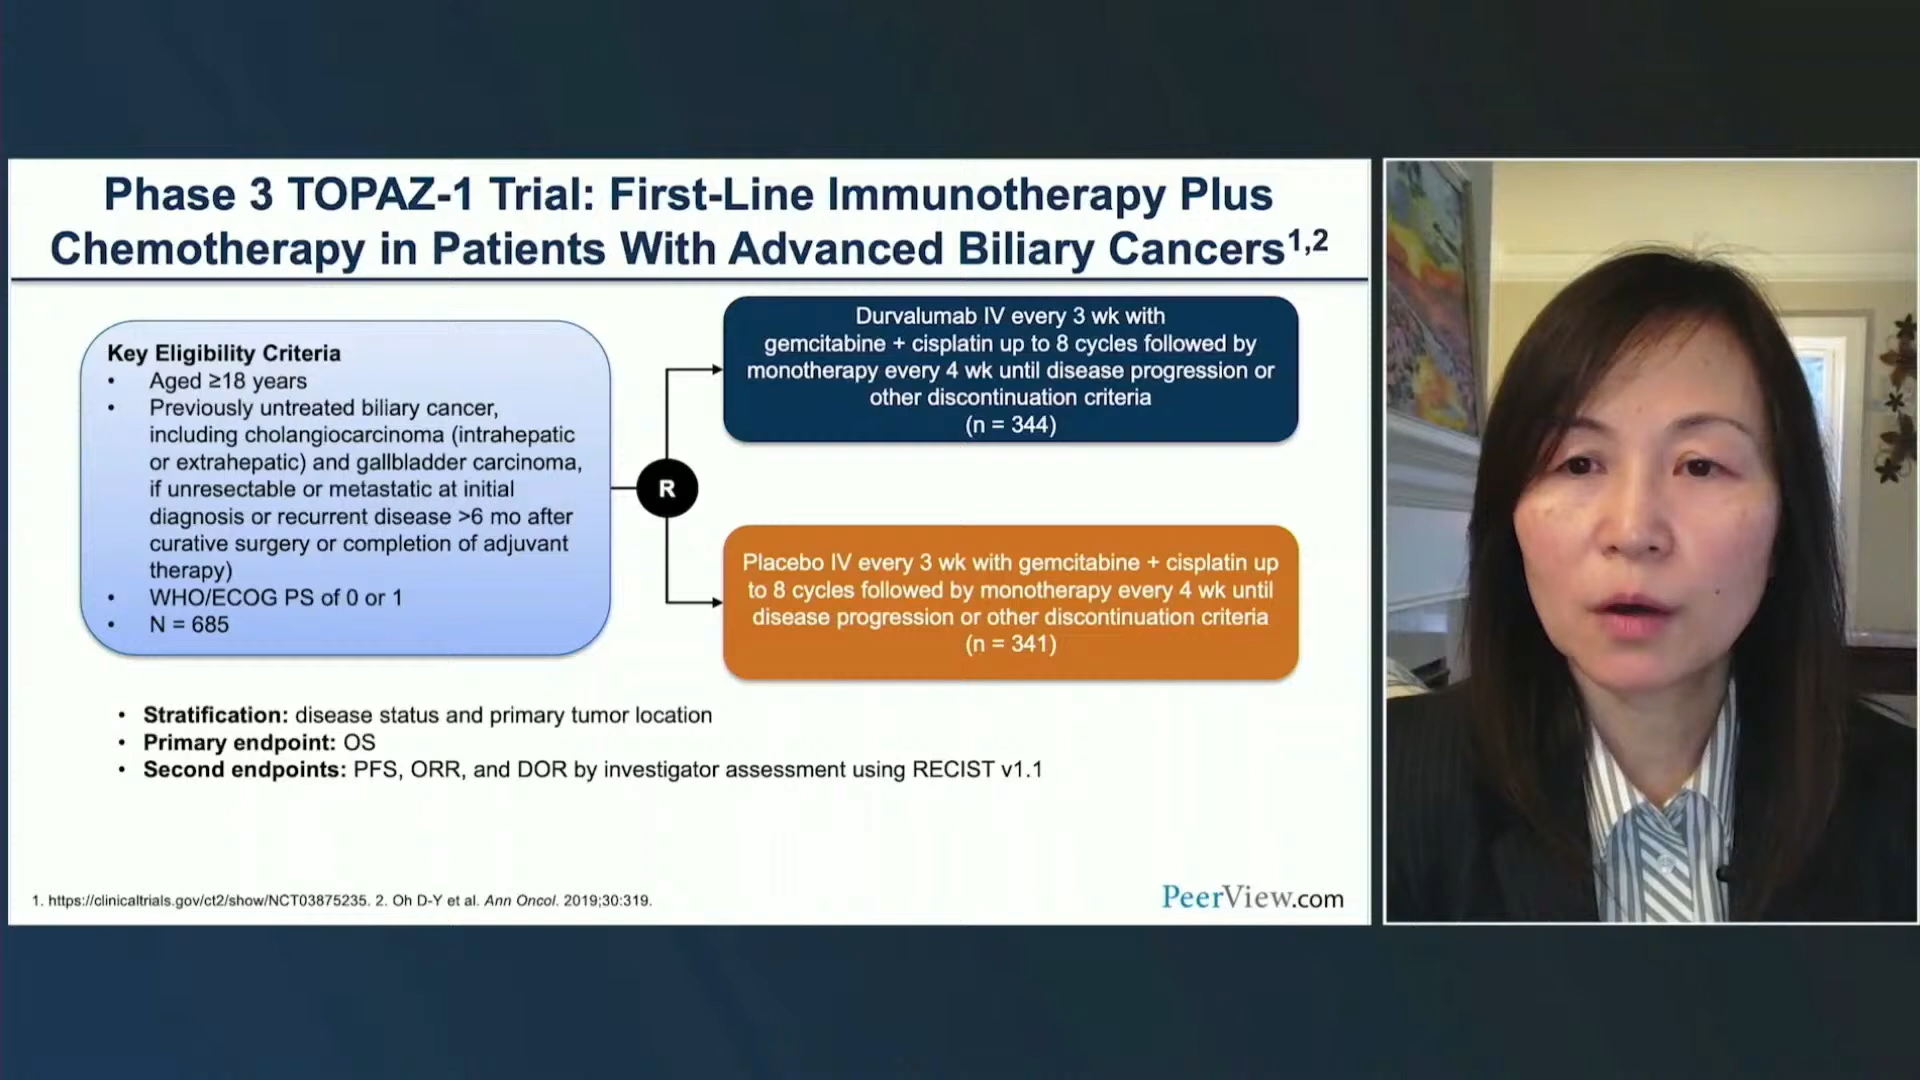 Phase 3 TOPAZ-1 Trial: First-Line Immunotherapy Plus
Chemotherapy in Patients With Advanced Biliary Cancers1,2
Key Eligibility Criteria
• Aged ≥18 years
• Previously untreated biliary cancer,
including cholangiocarcinoma (intrahepatic
or extrahepatic) and gallbladder carcinoma,
if unresectable or metastatic at initial
diagnosis or recurrent disease >6 mo after
curative surgery or completion of adjuvant
therapy)
• WHO/ECOG PS of 0 or 1
• N = 685
R
Durvalumab IV every 3 wk with
gemcitabine + cisplatin up to 8 cycles followed by
monotherapy every 4 wk until disease progression or
other discontinuation criteria
(n = 344)
Placebo IV every 3 wk with gemcitabine + cisplatin up
to 8 cycles followed by monotherapy every 4 wk until
disease progression or other discontinuation criteria
(n = 341)
• Stratification: disease status and primary tumor location
• Primary endpoint: OS
• Second endpoints: PFS, ORR, and DOR by investigator assessment using RECIST v1.1
1. https://clinicaltrials.gov/ct2/show/NCT03875235. 2. Oh D-Y et al. Ann Oncol. 2019;30:319.
PeerView.com